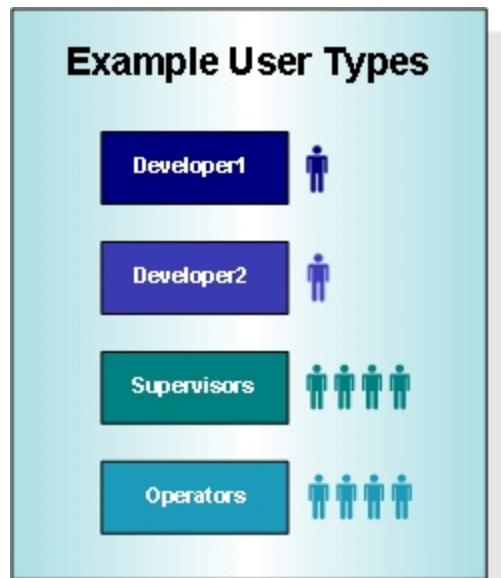 Example User Types
Developer1
Developer2
Supervisors
Operators